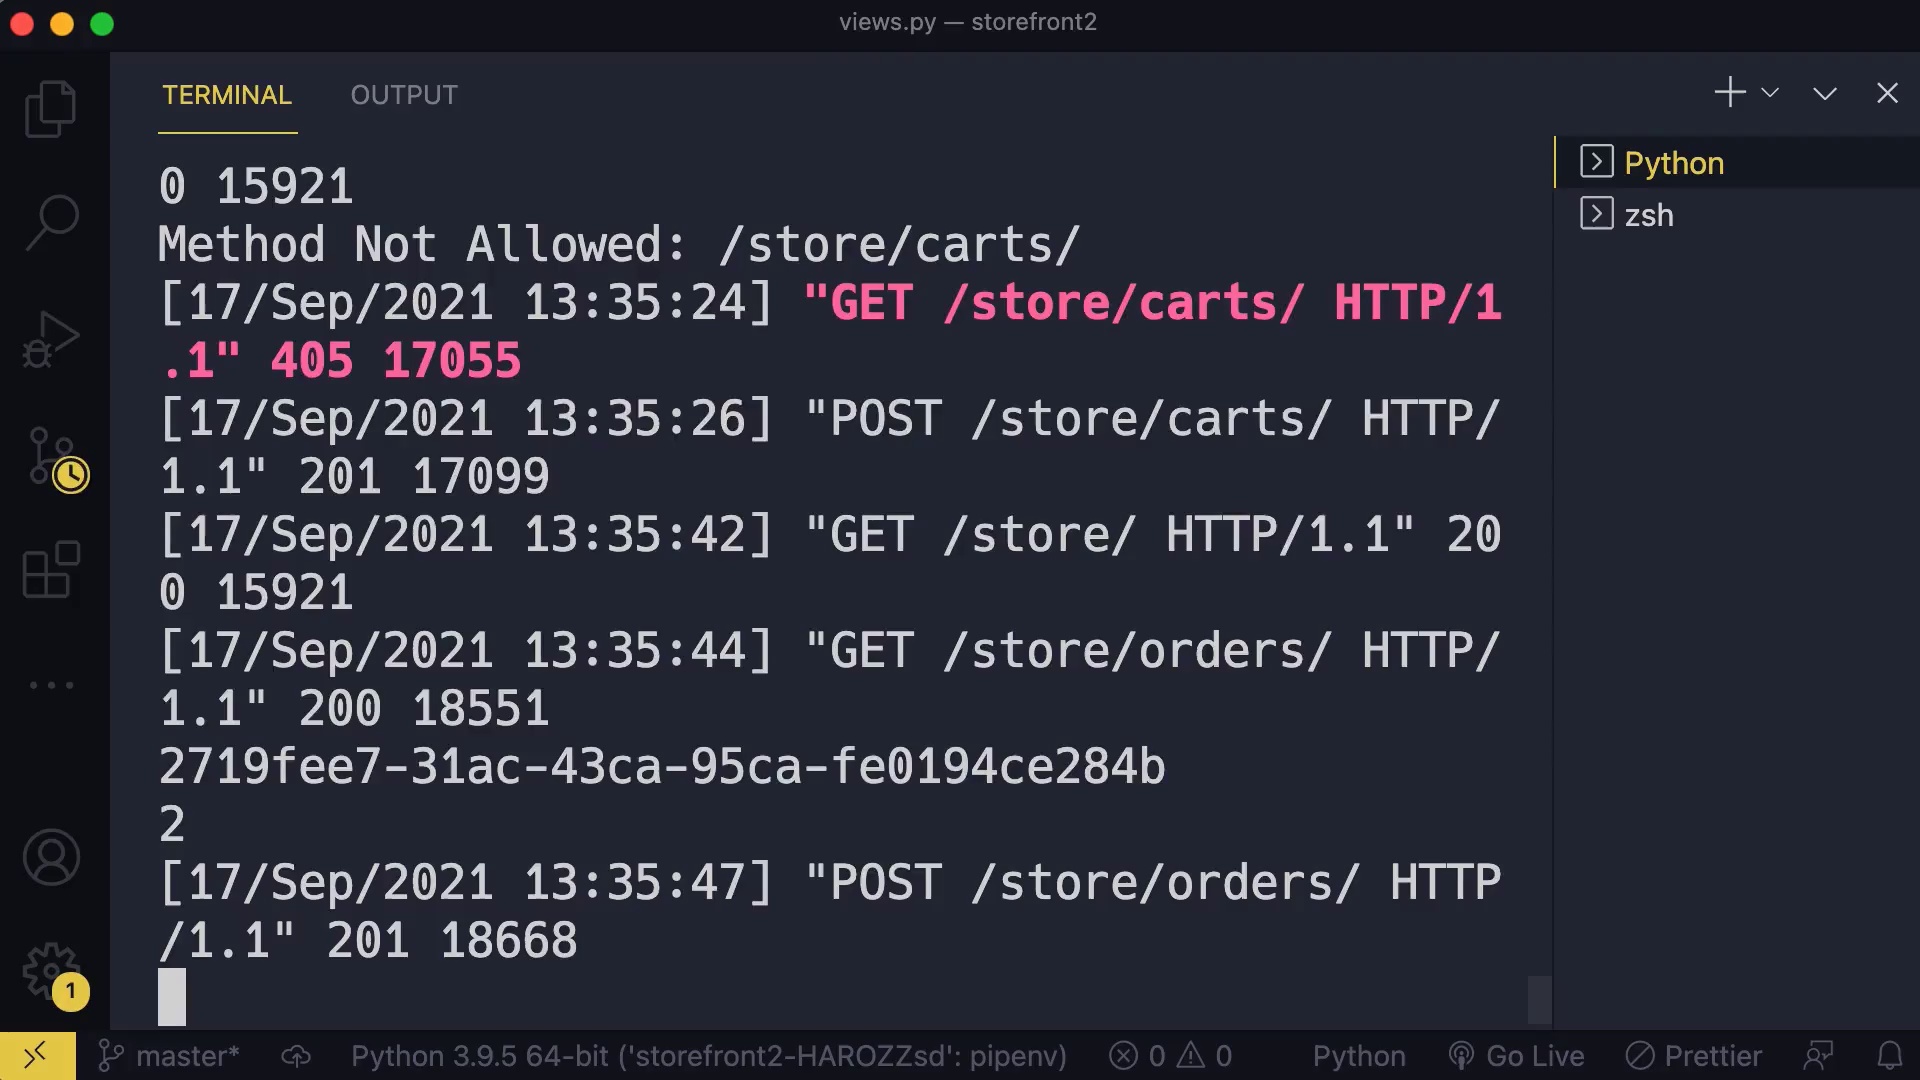 views.py — storefront2
TERMINAL OUTPUT
0 15921
Method Not Allowed: /store/carts/
[17/Sep/2021 13:35:24] "GET /store/carts/ HTTP/1
.1" 405 17055
[17/Sep/2021 13:35:26] "POST /store/carts/ HTTP/
1.1" 201 17099
[17/Sep/2021 13:35:42] "GET /store/ HTTP/1.1" 20
0 15921
[17/Sep/2021 13:35:44] "GET /store/orders/ HTTP/
1.1" 200 18551
2719fee7-31ac-43ca-95ca-fe0194ce284b
2
[17/Sep/2021 13:35:47] "POST /store/orders/ HTTP
/1.1" 201 18668
Python
zsh
1
master* Python 3.9.5 64-bit ('storefront2-HAROZZsd': pipenv) 0 0 Python Go Live Prettier